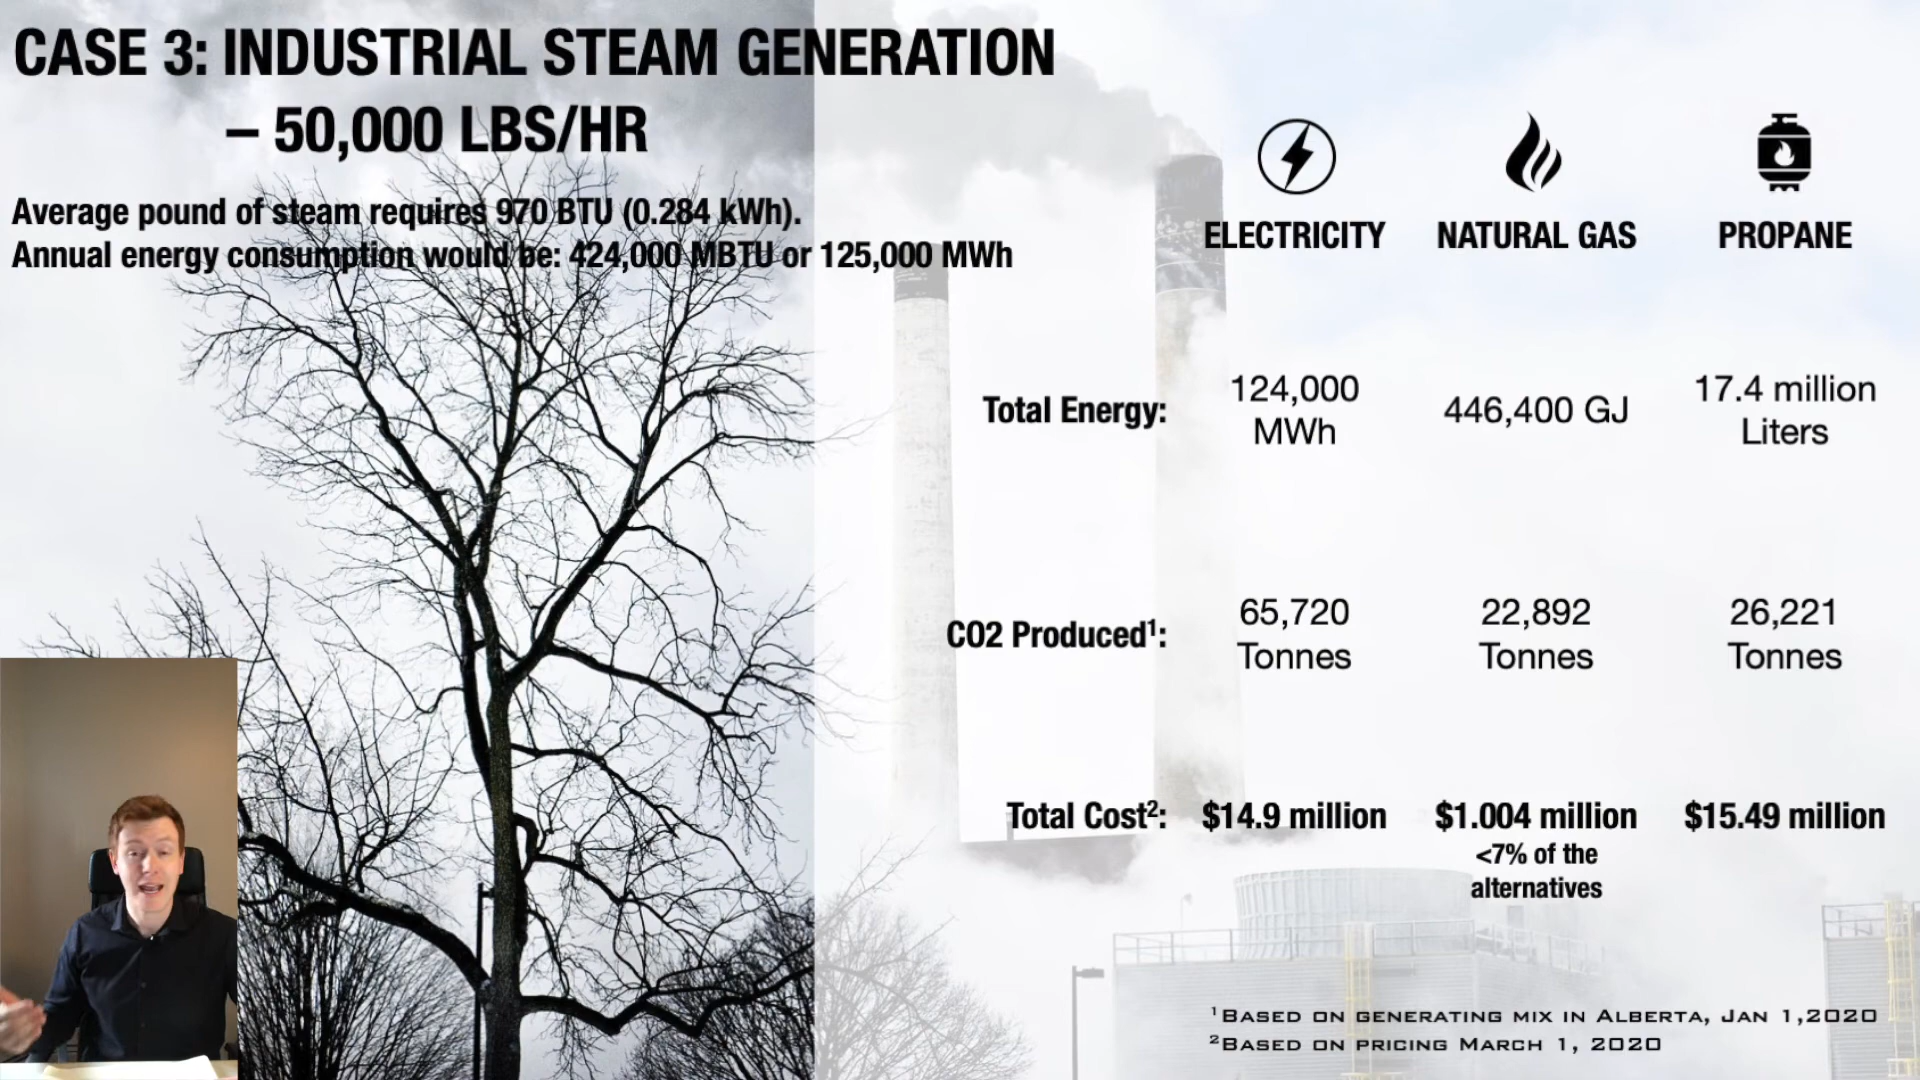 CASE 3: INDUSTRIAL STEAM GENERATION
– 50,000 LBS/HR
Average pound of steam requires 970 BTU (0.284 kWh).
Annual energy consumption would be: 424,000 MBTU or 125,000 MWh
ELECTRICITY NATURAL GAS PROPANE
Total Energy: 124,000 MWh 446,400 GJ 17.4 million Liters
CO2 Produced¹: 65,720 Tonnes 22,892 Tonnes 26,221 Tonnes
Total Cost²: $14.9 million $1.004 million $15.49 million
<7% of the
alternatives
¹Based on generating mix in Alberta, Jan 1,2020
²Based on pricing March 1, 2020